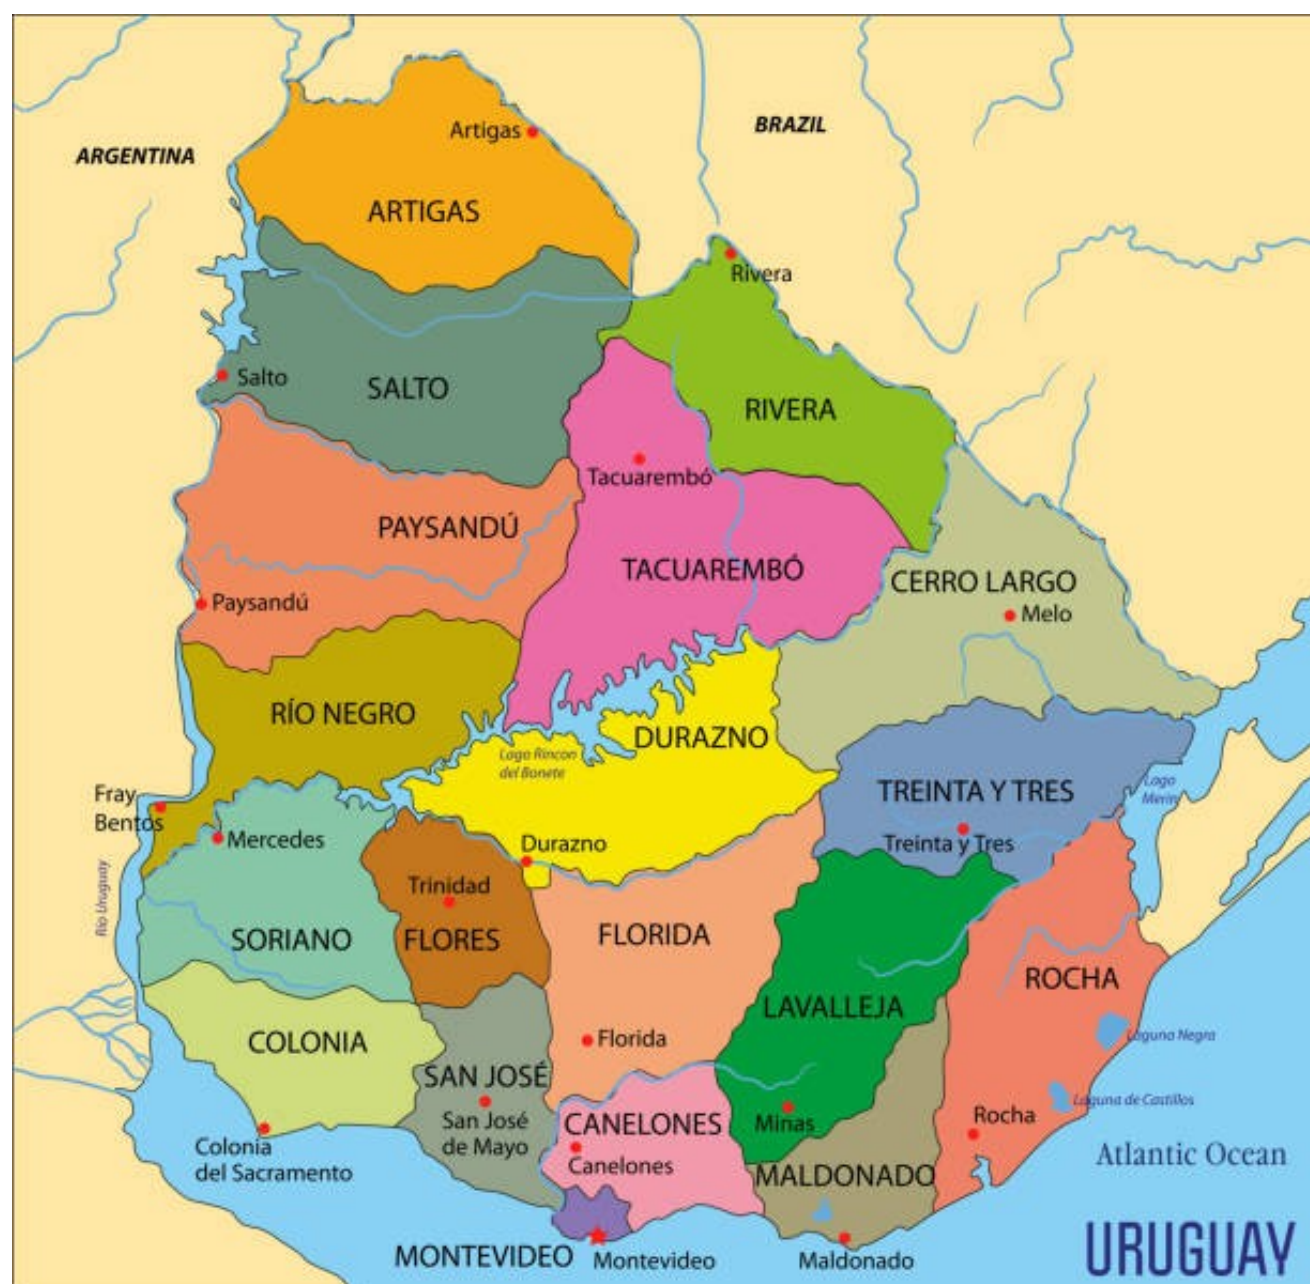 Artigas
BRAZIL
ARGENTINA
ARTIGAS
Rivera
Salto
SALTO
RIVERA
Tacuarembó
PAYSANDÚ
TACUAREMBÓ
CERRO LARGO
Paysandú
Melo
RÍO NEGRO
DURAZNO
Lago Rincon
del Bonete
Lago
Merin
TREINTA Y TRES
Fray
Bentos
Mercedes
Durazno
Treinta y Tres
Trinidad
Río Uruguay
SORIANO
FLORES
FLORIDA
ROCHA
LAVALLEJA
COLONIA
Florida
Laguna Negra
SAN JOSÉ
Laguna de Castillos
San José
de Mayo
CANELONES
Minas
Rocha
Colonia
del Sacramento
Canelones
MALDONADO
Atlantic Ocean
MONTEVIDEO
Montevideo
Maldonado
URUGUAY